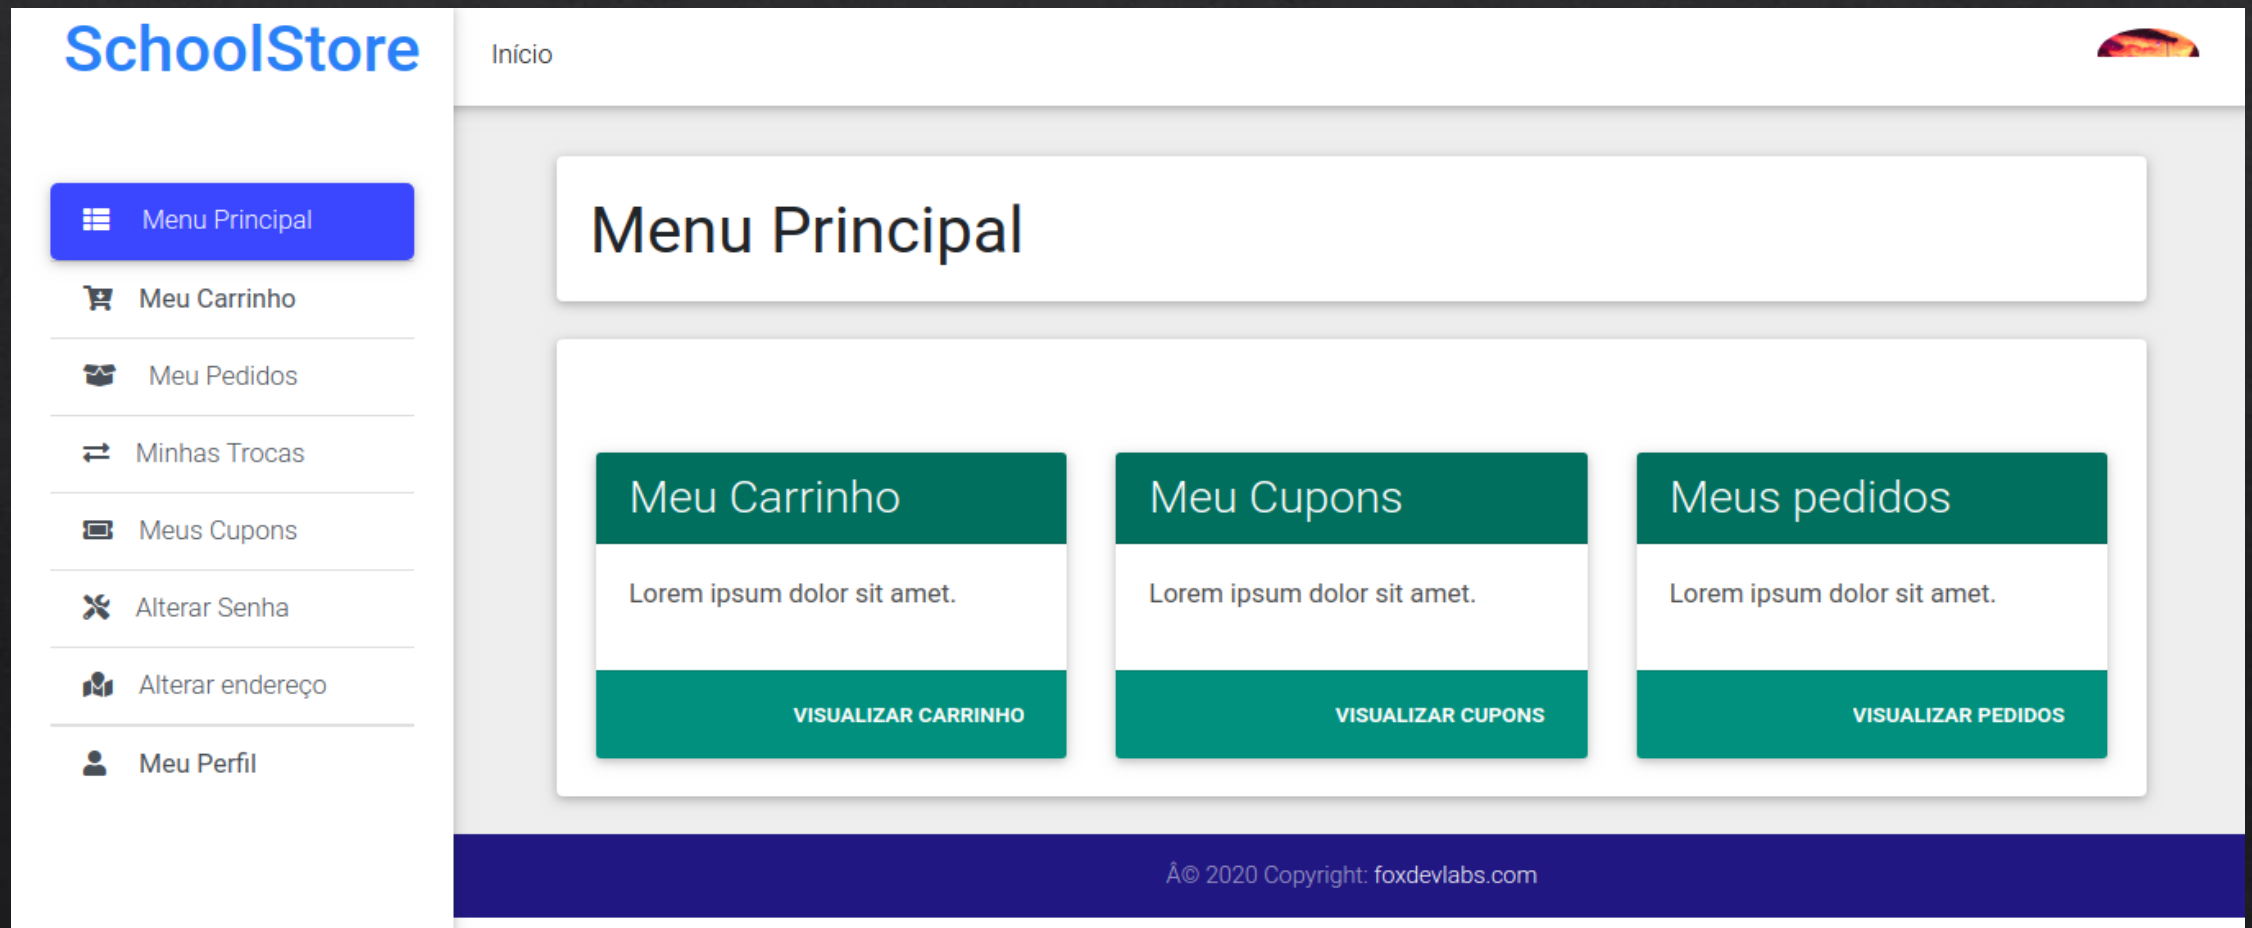 SchoolStore
Início
Menu Principal
Meu Carrinho
Meu Pedidos
Minhas Trocas
Meus Cupons
Alterar Senha
Alterar endereço
Meu Perfil
Menu Principal
Meu Carrinho
Lorem ipsum dolor sit amet.
VISUALIZAR CARRINHO
Meu Cupons
Lorem ipsum dolor sit amet.
VISUALIZAR CUPONS
Meus pedidos
Lorem ipsum dolor sit amet.
VISUALIZAR PEDIDOS
Â© 2020 Copyright: foxdevlabs.com